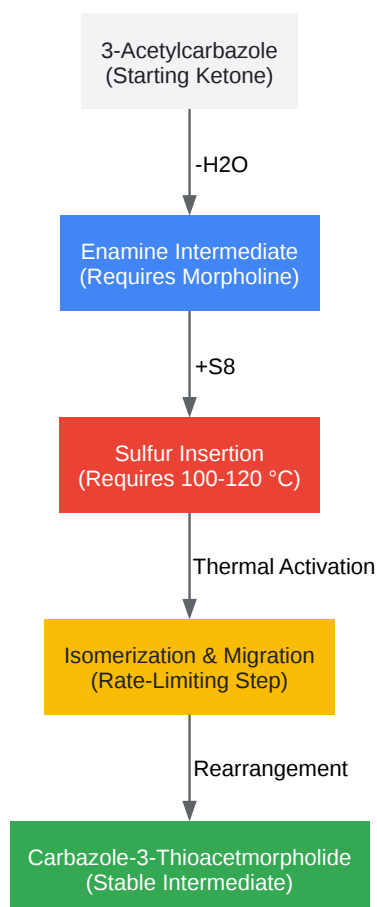 3-Acetylcarbazole
(Starting Ketone)
-H2O
Enamine Intermediate
(Requires Morpholine)
+S8
Sulfur Insertion
(Requires 100-120 °C)
Thermal Activation
Isomerization & Migration
(Rate-Limiting Step)
Rearrangement
Carbazole-3-Thioacetmorpholide
(Stable Intermediate)